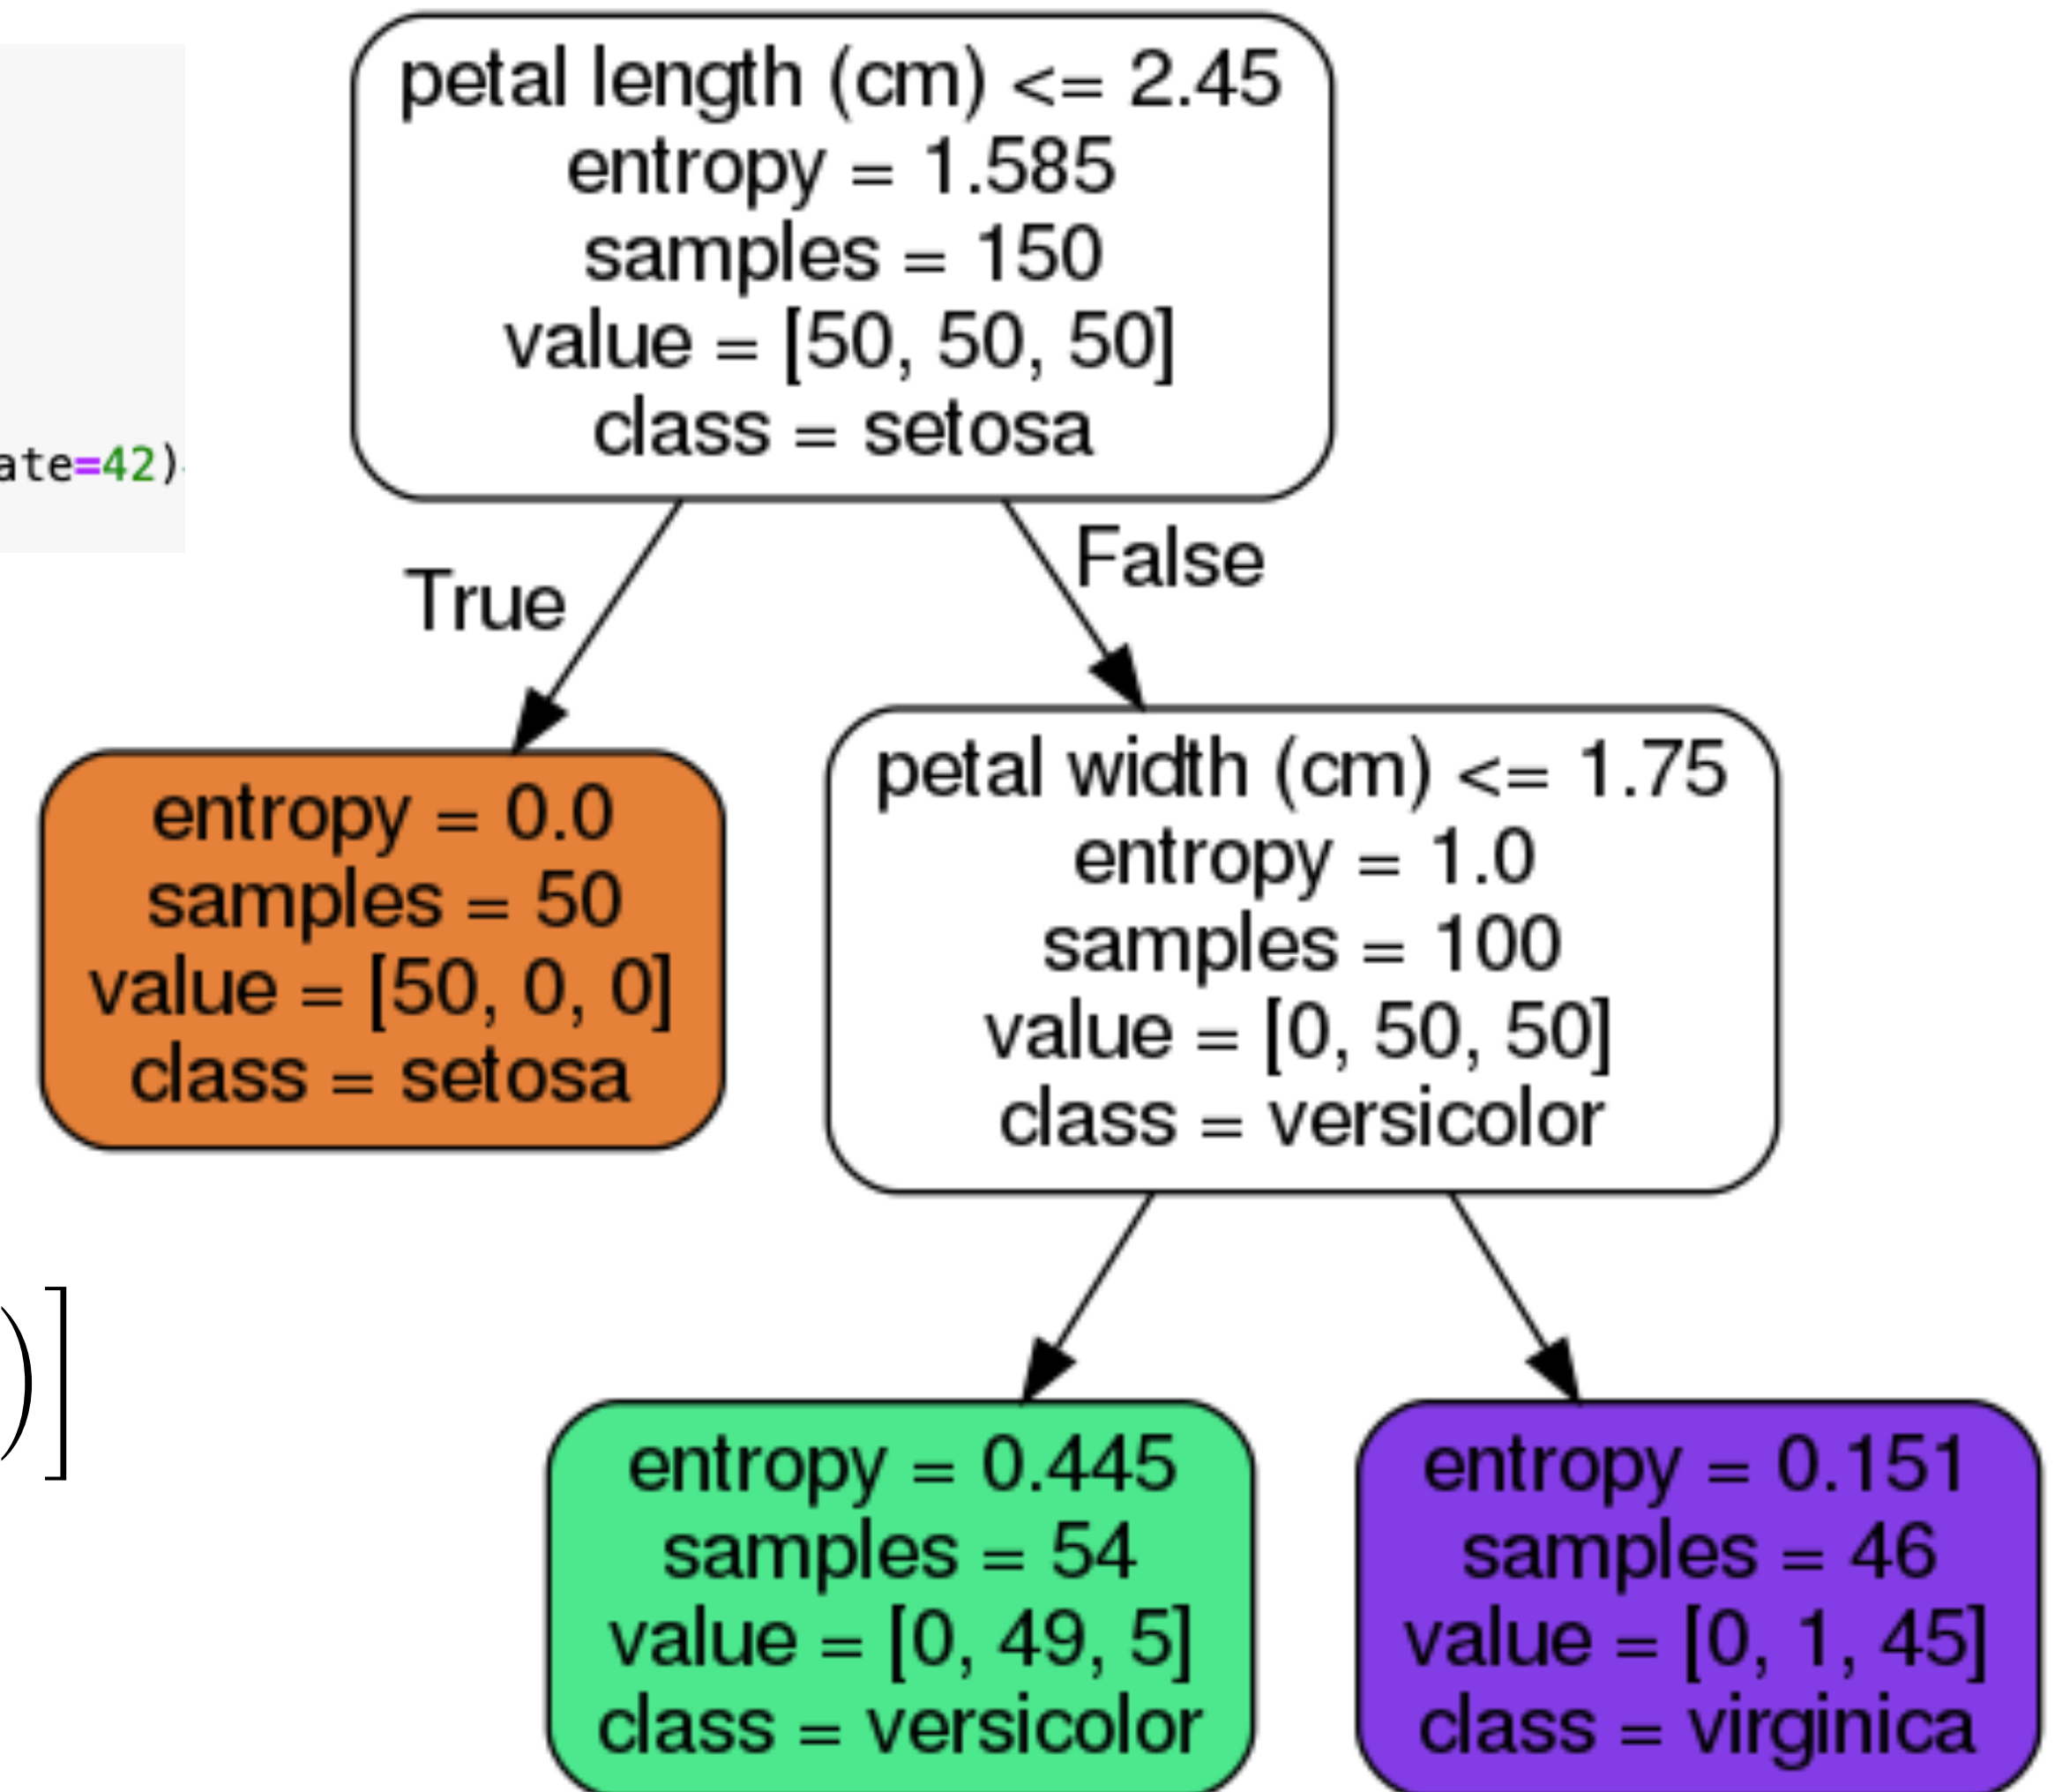 petal length (cm) <= 2.45
entropy = 1.585
samples = 150
value = [50, 50, 50]
class = setosa
ate=42)
True
False
entropy = 0.0
samples = 50
value = [50, 0, 0]
class = setosa
petal width (cm) <= 1.75
entropy = 1.0
samples = 100
value = [0, 50, 50]
class = versicolor
)]
entropy = 0.445
samples = 54
value = [0, 49, 5]
class = versicolor
entropy = 0.151
samples = 46
value = [0, 1, 45]
class = virginica